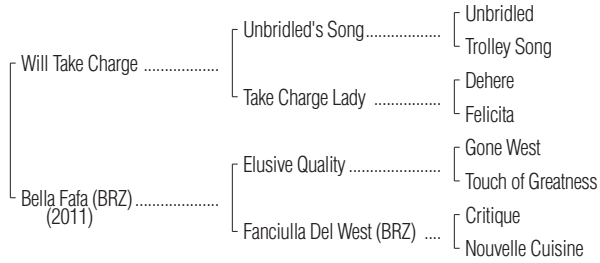 Unbridled
Unbridled's Song..................
Trolley Song
Will Take Charge ..................
Dehere
Take Charge Lady ................
Felicita
Gone West
Elusive Quality ......................
Touch of Greatness
Bella Fafa (BRZ)....................
(2011)
Critique
Fanciulla Del West (BRZ) ....
Nouvelle Cuisine